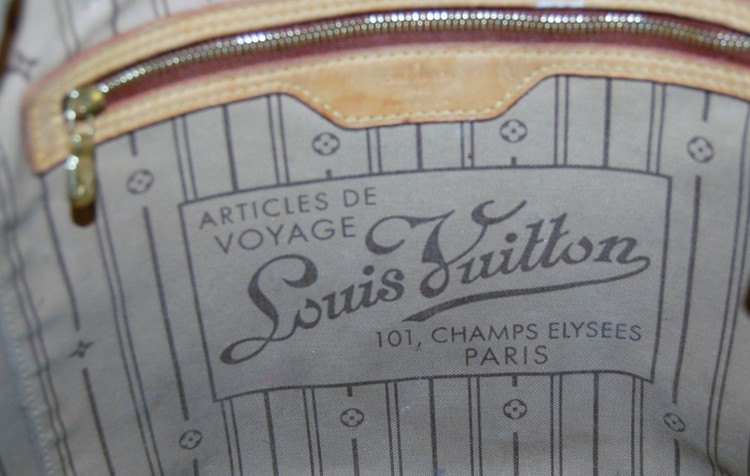 ARTICLES DE
VOYAGE
Louis Vuitton
101, CHAMPS ELYSEES
PARIS